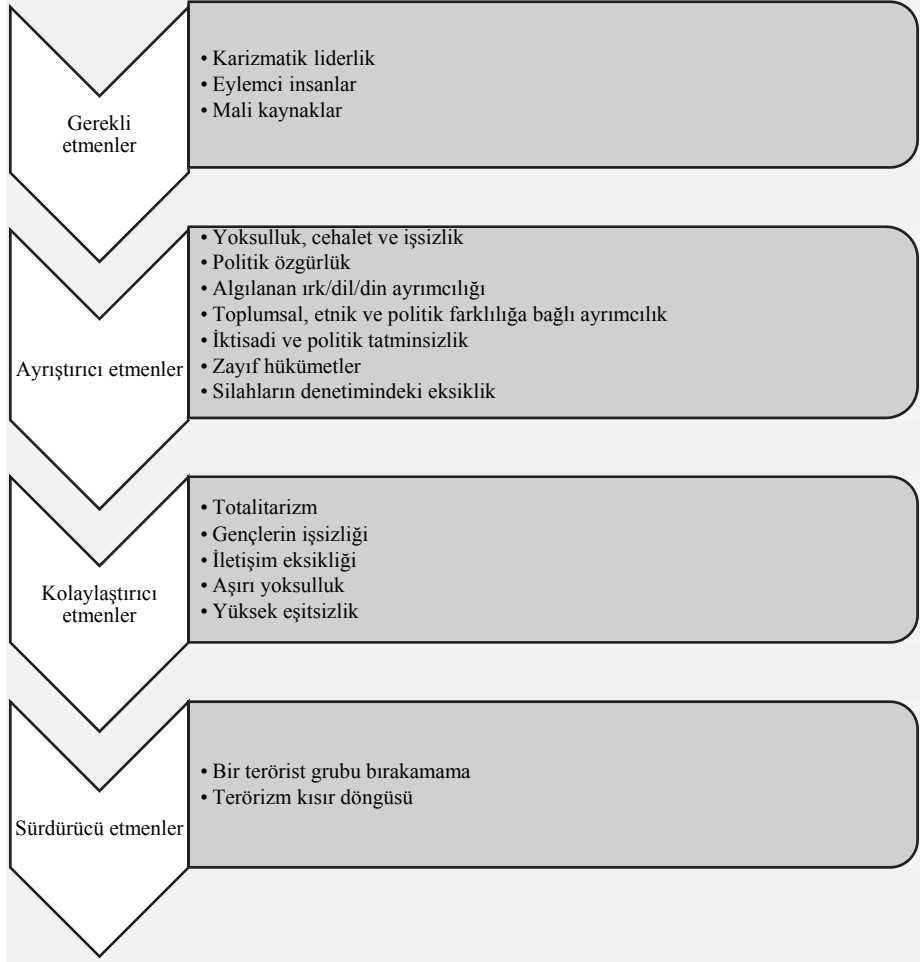 Gerekli
etmenler
• Karizmatik liderlik
• Eylemci insanlar
• Mali kaynaklar
Ayrıştırıcı etmenler
• Yoksulluk, cehalet ve işsizlik
• Politik özgürlük
• Algılanan ırk/dil/din ayrımcılığı
• Toplumsal, etnik ve politik farklılığa bağlı ayrımcılık
• İktisadi ve politik tatminsizlik
• Zayıf hükümetler
• Silahların denetimindeki eksiklik
Kolaylaştırıcı
etmenler
• Totalitarizm
• Gençlerin işsizliği
• İletişim eksikliği
• Aşırı yoksulluk
• Yüksek eşitsizlik
Sürdürücü etmenler
• Bir terörist grubu bırakamama
• Terörizm kısır döngüsü